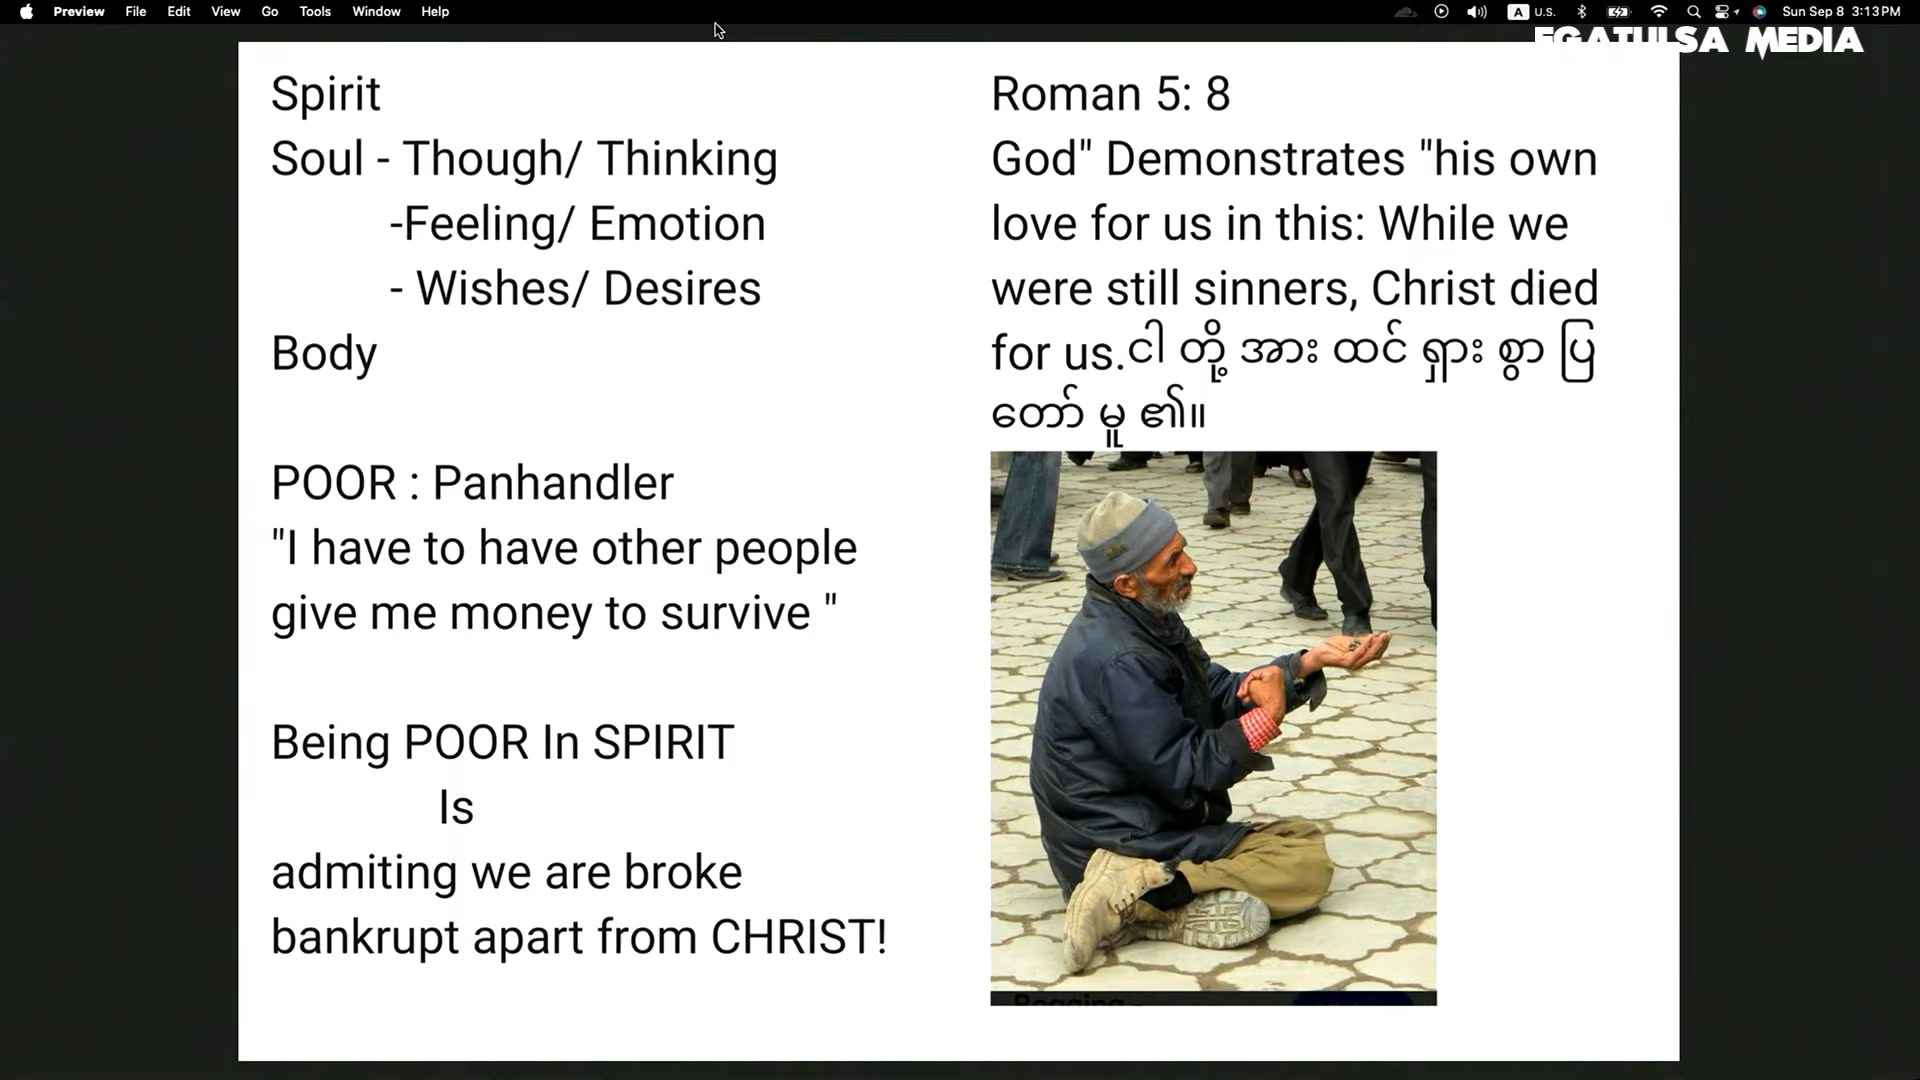 Preview File Edit View Go Tools Window Help
A U.S. Sun Sep 8 3:13 PM
MEDIA
Spirit
Soul - Though/ Thinking
-Feeling/ Emotion
- Wishes/ Desires
Body
POOR : Panhandler
"I have to have other people
give me money to survive "
Being POOR In SPIRIT
Is
admiting we are broke
bankrupt apart from CHRIST!
Roman 5: 8
God" Demonstrates "his own
love for us in this: While we
were still sinners, Christ died
for us.ငါ တို့ အား ထင် ရှား စွာ ပြ
တော် မူ ၏။